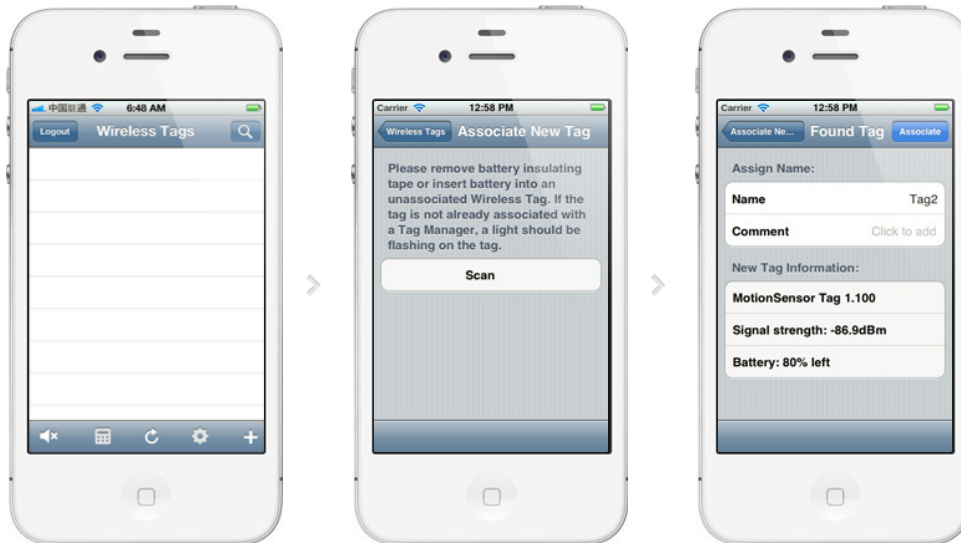 中国联通 6:48 AM
Logout Wireless Tags
Carrier 12:58 PM
Wireless Tags Associate New Tag
Please remove battery insulating
tape or insert battery into an
unassociated Wireless Tag. If the
tag is not already associated with
a Tag Manager, a light should be
flashing on the tag.
Scan
Carrier 12:58 PM
Associate Ne... Found Tag Associate
Assign Name:
Name Tag2
Comment Click to add
New Tag Information:
MotionSensor Tag 1.100
Signal strength: -86.9dBm
Battery: 80% left